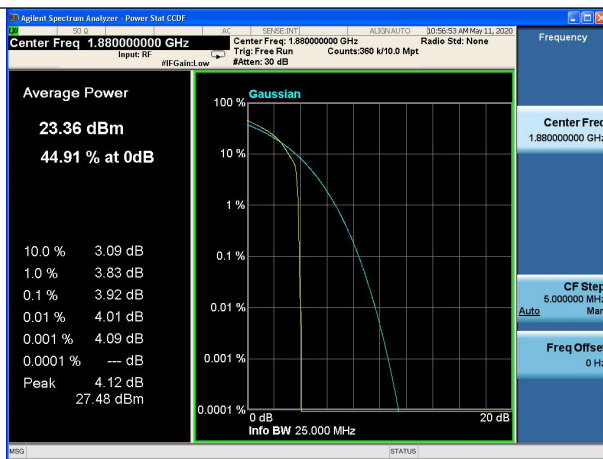 Agilent Spectrum Analyzer - Power Stat CCDF
50 Ω AC SENSE:INT ALIGN AUTO 10:56:53 AM May 11, 2020
Center Freq 1.880000000 GHz
Input: RF
#IFGain:Low
Center Freq: 1.880000000 GHz
Trig: Free Run Counts:360 k/10.0 Mpt
#Atten: 30 dB
Radio Std: None
Average Power
23.36 dBm
44.91 % at 0dB
10.0 % 3.09 dB
1.0 % 3.83 dB
0.1 % 3.92 dB
0.01 % 4.01 dB
0.001 % 4.09 dB
0.0001 % --- dB
Peak 4.12 dB
27.48 dBm
Gaussian
100 %
10 %
1 %
0.1 %
0.01 %
0.001 %
0.0001 %
0 dB 20 dB
Info BW 25.000 MHz
Frequency
Center Freq
1.880000000 GHz
CF Step
5.000000 MHz
Auto Man
Freq Offset
0 Hz
MSG STATUS